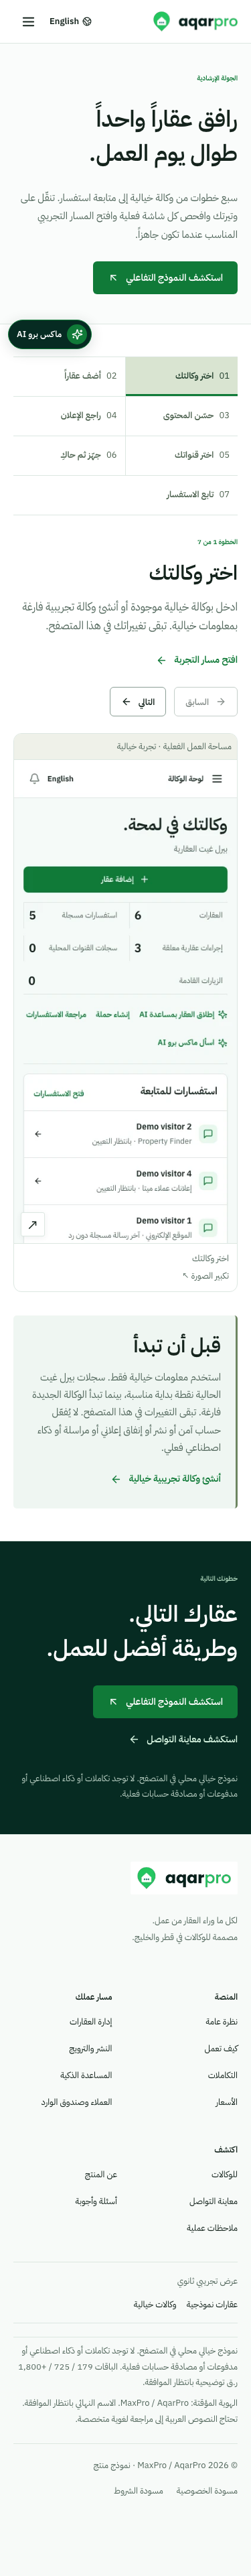 aqarpro
English
الجولة الإرشادية
رافق عقاراً واحداً
طوال يوم العمل.
سبع خطوات من وكالة خيالية إلى متابعة استفسار. تنقّل على
وتيرتك وافحص كل شاشة فعلية وافتح المسار التجريبي
المناسب عندما تكون جاهزاً.
استكشف النموذج التفاعلي
ماكس برو AI
01 اختر وكالتك
02 أضف عقاراً
03 حسّن المحتوى
04 راجع الإعلان
05 اختر قنواتك
06 جهّز ثم حاكِ
07 تابع الاستفسار
الخطوة 1 من 7
اختر وكالتك
ادخل بوكالة خيالية موجودة أو أنشئ وكالة تجريبية فارغة
بمعلومات خيالية. تبقى تغييراتك في هذا المتصفح.
افتح مسار التجربة
السابق
التالي
مساحة العمل الفعلية · تجربة خيالية
لوحة الوكالة
English
وكالتك في لمحة.
بيرل غيت العقارية
إضافة عقار
العقارات 6
استفسارات مسجلة 5
إجراءات عقارية معلقة 3
سجلات القنوات المحلية 0
الزيارات القادمة 0
إطلاق العقار بمساعدة AI
إنشاء حملة
مراجعة الاستفسارات
اسأل ماكس برو AI
استفسارات للمتابعة
فتح الاستفسارات
Demo visitor 2
Property Finder · بانتظار التعيين
Demo visitor 4
إعلانات عملاء ميتا · بانتظار التعيين
Demo visitor 1
الموقع الإلكتروني · آخر رسالة مسجلة دون رد
اختر وكالتك
تكبير الصورة ↗
قبل أن تبدأ
استخدم معلومات خيالية فقط. سجلات بيرل غيت
الحالية نقطة بداية مناسبة، بينما تبدأ الوكالة الجديدة
فارغة. تبقى التغييرات في هذا المتصفح. لا يُفعّل
حساب آمن أو نشر أو إنفاق إعلاني أو مراسلة أو ذكاء
اصطناعي فعلي.
أنشئ وكالة تجريبية خيالية
خطوتك التالية
عقارك التالي.
وطريقة أفضل للعمل.
استكشف النموذج التفاعلي
استكشف معاينة التواصل
نموذج خيالي محلي في المتصفح. لا توجد تكاملات أو ذكاء اصطناعي أو
مدفوعات أو مصادقة حسابات فعلية.
aqarpro
لكل ما وراء العقار من عمل.
مصممة للوكالات في قطر والخليج.
المنصة
نظرة عامة
كيف تعمل
التكاملات
الأسعار
مسار عملك
إدارة العقارات
النشر والترويج
المساعدة الذكية
العملاء وصندوق الوارد
اكتشف
للوكالات
معاينة التواصل
ملاحظات عملية
عن المنتج
أسئلة وأجوبة
عرض تجريبي ثانوي
عقارات نموذجية
وكالات خيالية
نموذج خيالي محلي في المتصفح. لا توجد تكاملات أو ذكاء اصطناعي أو
مدفوعات أو مصادقة حسابات فعلية. الباقات 179 / 725 / +1,800
ر.ق توضيحية بانتظار الموافقة.
الهوية المؤقتة: MaxPro / AqarPro. الاسم النهائي بانتظار الموافقة.
تحتاج النصوص العربية إلى مراجعة لغوية متخصصة.
© 2026 MaxPro / AqarPro · نموذج منتج
مسودة الخصوصية
مسودة الشروط